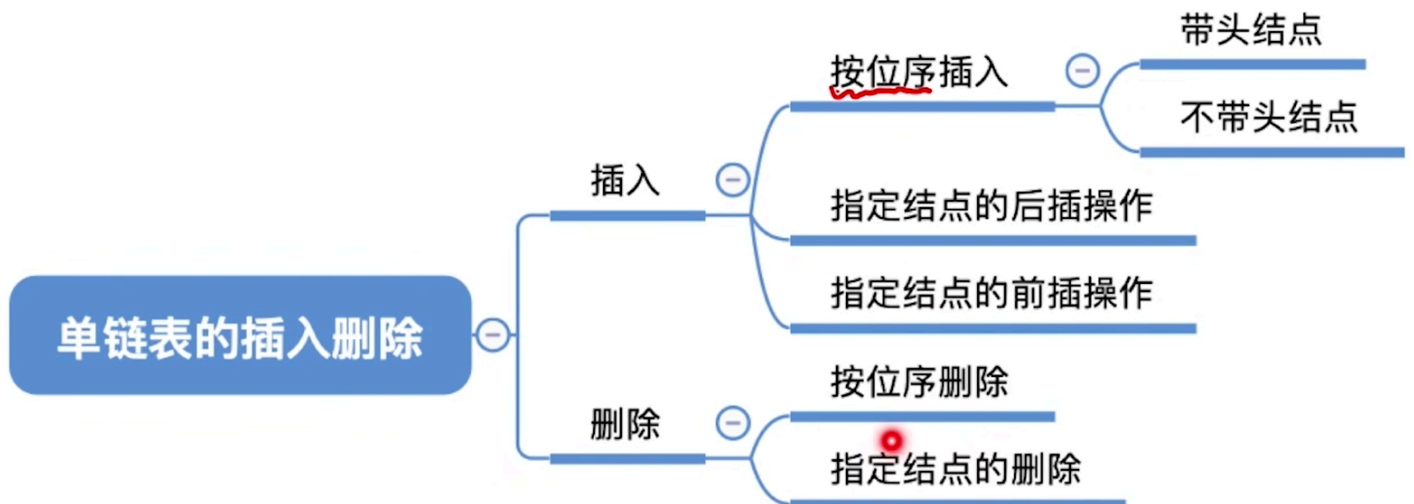 单链表的插入删除
插入
按位序插入
带头结点
不带头结点
指定结点的后插操作
指定结点的前插操作
删除
按位序删除
指定结点的删除